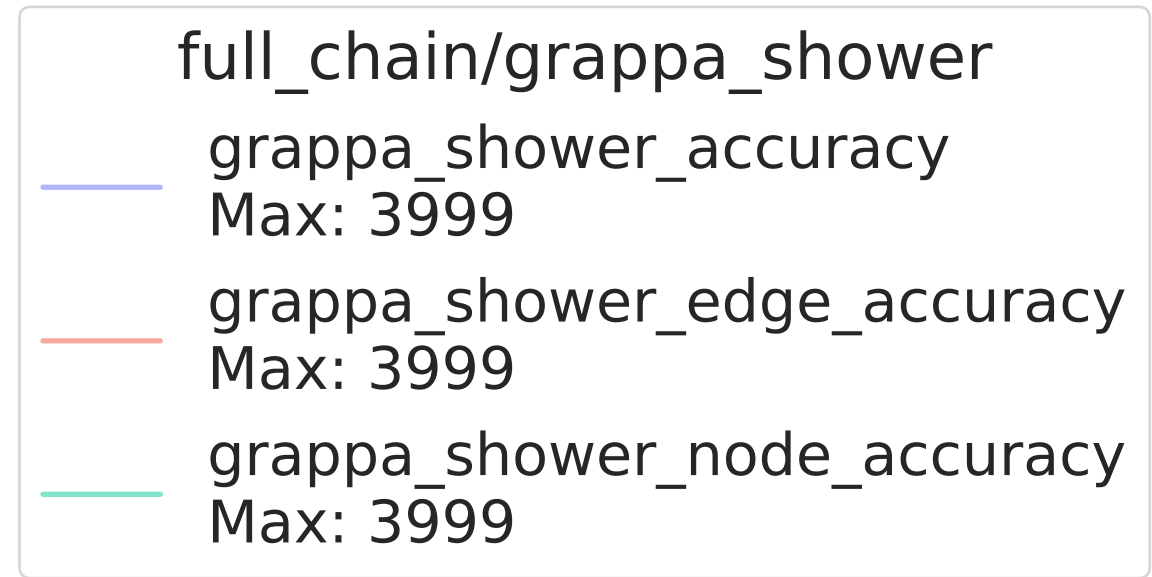 full_chain/grappa_shower
grappa_shower_accuracy
Max: 3999
grappa_shower_edge_accuracy
Max: 3999
grappa_shower_node_accuracy
Max: 3999